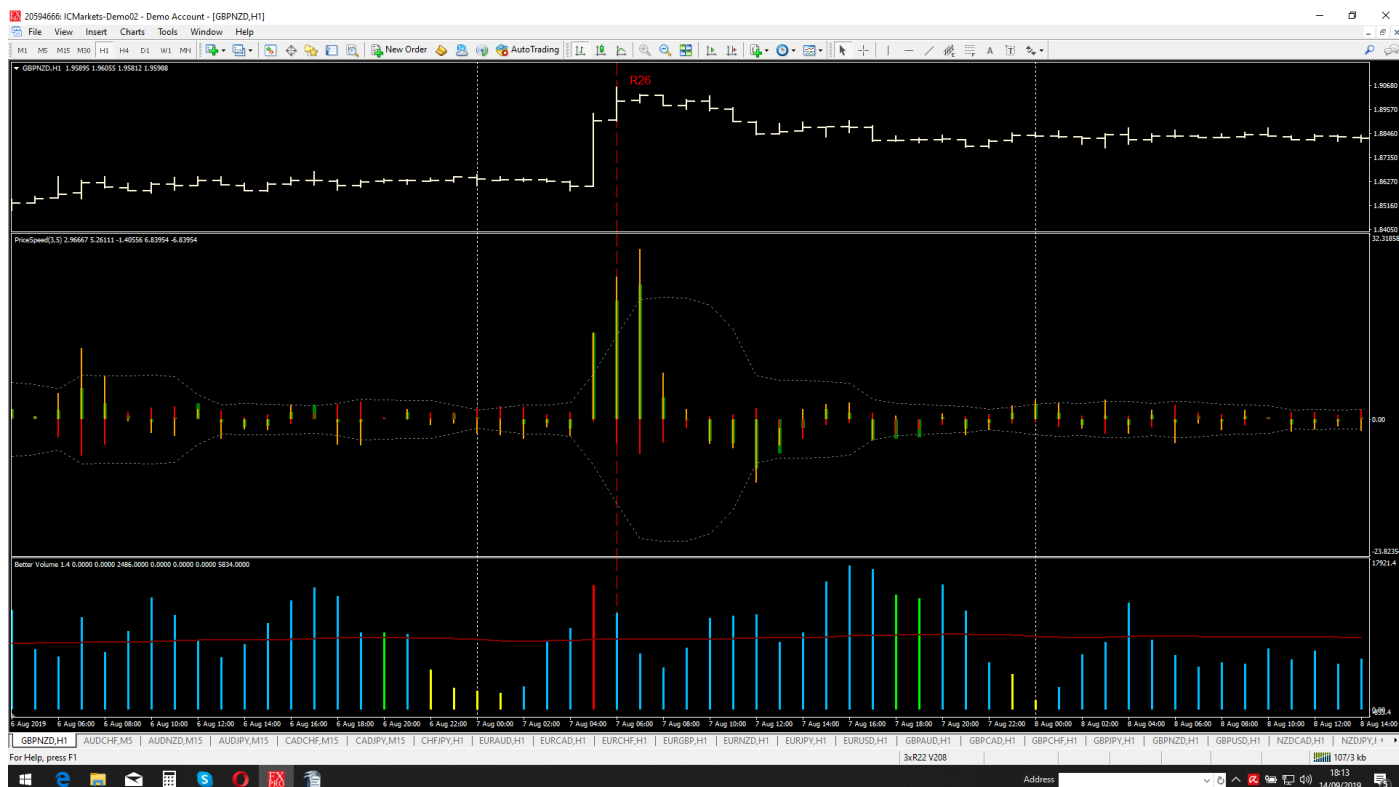 20594666: ICMarkets-Demo02 - Demo Account - [GBPNZD,H1]
File View Insert Charts Tools Window Help
M1 M5 M15 M30 H1 H4 D1 W1 MN New Order AutoTrading A T
GBPNZD,H1 1.95895 1.96055 1.95812 1.95988
R26
1.90680
1.89570
1.88460
1.87350
1.86270
1.85160
1.84050
PriceSpeed(3,5) 2.96667 5.26111 -1.40556 6.83954 -6.83954
32.31858
0.00
-23.8235
Better Volume 1.4 0.0000 0.0000 2486.0000 0.0000 0.0000 0.0000 5834.0000
17921.4
6 Aug 2019 6 Aug 06:00 6 Aug 08:00 6 Aug 10:00 6 Aug 12:00 6 Aug 14:00 6 Aug 16:00 6 Aug 18:00 6 Aug 20:00 6 Aug 22:00 7 Aug 00:00 7 Aug 02:00 7 Aug 04:00 7 Aug 06:00 7 Aug 08:00 7 Aug 10:00 7 Aug 12:00 7 Aug 14:00 7 Aug 16:00 7 Aug 18:00 7 Aug 20:00 7 Aug 22:00 8 Aug 00:00 8 Aug 02:00 8 Aug 04:00 8 Aug 06:00 8 Aug 08:00 8 Aug 10:00 8 Aug 12:00 8 Aug 14:00
GBPNZD,H1 AUDCHF,M5 AUDNZD,M15 AUDJPY,M15 CADCHF,M15 CADJPY,M15 CHFJPY,H1 EURAUD,H1 EURCAD,H1 EURCHF,H1 EURGBP,H1 EURNZD,H1 EURJPY,H1 EURUSD,H1 GBPAUD,H1 GBPCAD,H1 GBPCHF,H1 GBPJPY,H1 GBPNZD,H1 GBPUSD,H1 NZDCAD,H1 NZDJPY,
For Help, press F1 3xR22 V208 107/3 kb
FX PRO Address 18:13
14/09/2019